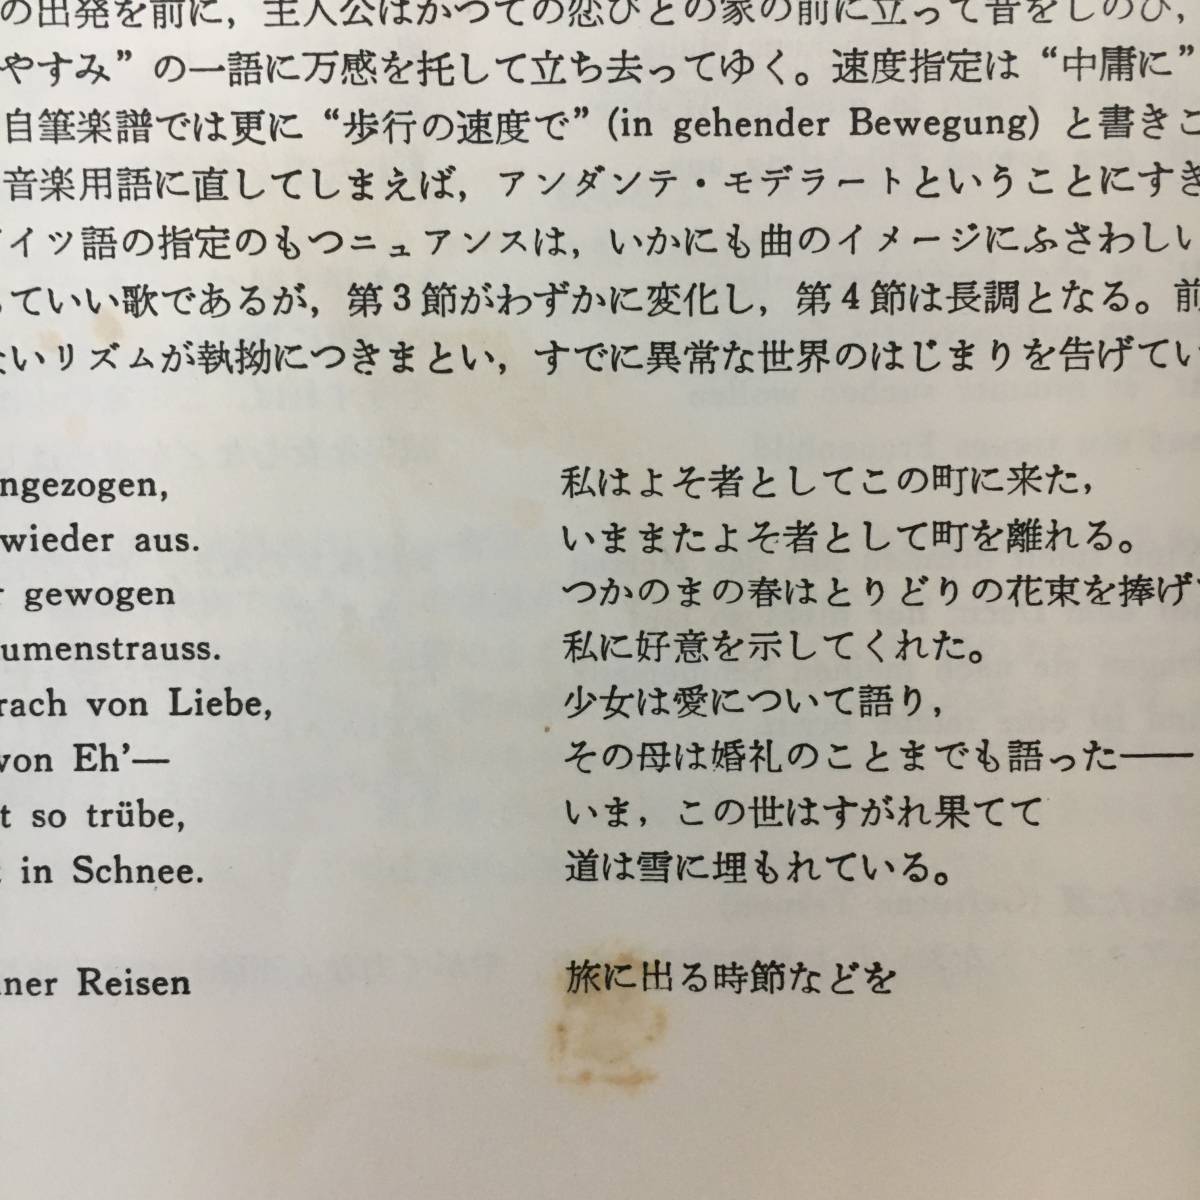 の出発を前に，主人公はかつての恋びとの家の前に立って昔をしのび，
やすみ”の一語に万感を托して立ち去ってゆく。速度指定は“中庸に”
自筆楽譜では更に“歩行の速度で”(in gehender Bewegung) と書きこ
音楽用語に直してしまえば，アンダンテ・モデラートということにすぎ
イツ語の指定のもつニュアンスは，いかにも曲のイメージにふさわしい
っていい歌であるが，第3節がわずかに変化し，第4節は長調となる。前
ないリズムが執拗につきまとい，すでに異常な世界のはじまりを告げてい
ngezogen,
wieder aus.
r gewogen
umenstrauss.
rach von Liebe,
von Eh'—
t so trübe,
t in Schnee.
iner Reisen
私はよそ者としてこの町に来た，
いままたよそ者として町を離れる。
つかのまの春はとりどりの花束を捧げて
私に好意を示してくれた。
少女は愛について語り，
その母は婚礼のことまでも語った——
いま，この世はすがれ果てて
道は雪に埋もれている。
旅に出る時節などを